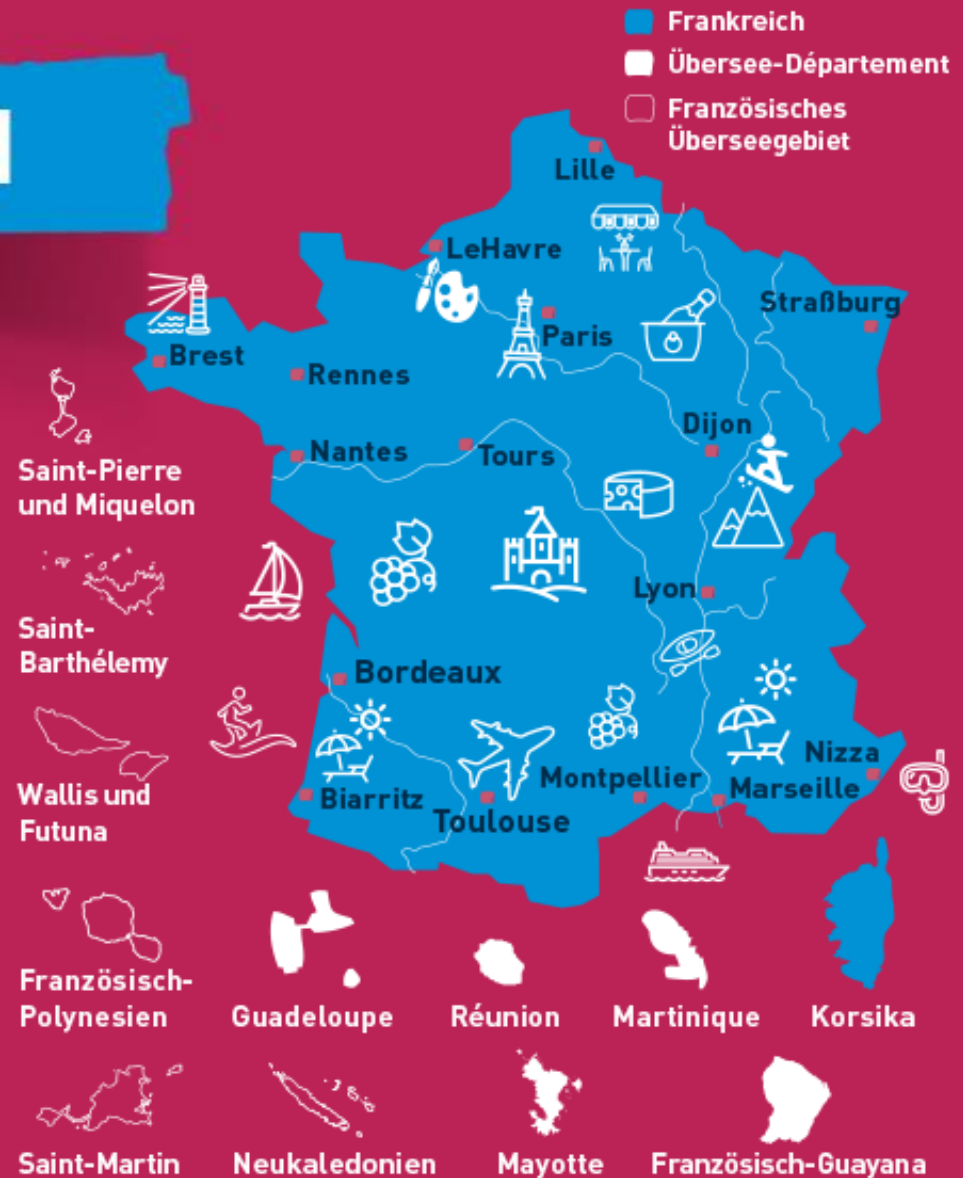 Frankreich
Übersee-Département
Französisches
Überseegebiet
Lille
LeHavre
Straßburg
Paris
Brest
Rennes
Dijon
Nantes
Tours
Saint-Pierre
und Miquelon
Lyon
Saint-
Barthélemy
Bordeaux
Nizza
Montpellier
Marseille
Wallis und
Futuna
Biarritz
Toulouse
Französisch-
Polynesien
Guadeloupe
Réunion
Martinique
Korsika
Saint-Martin
Neukaledonien
Mayotte
Französisch-Guayana